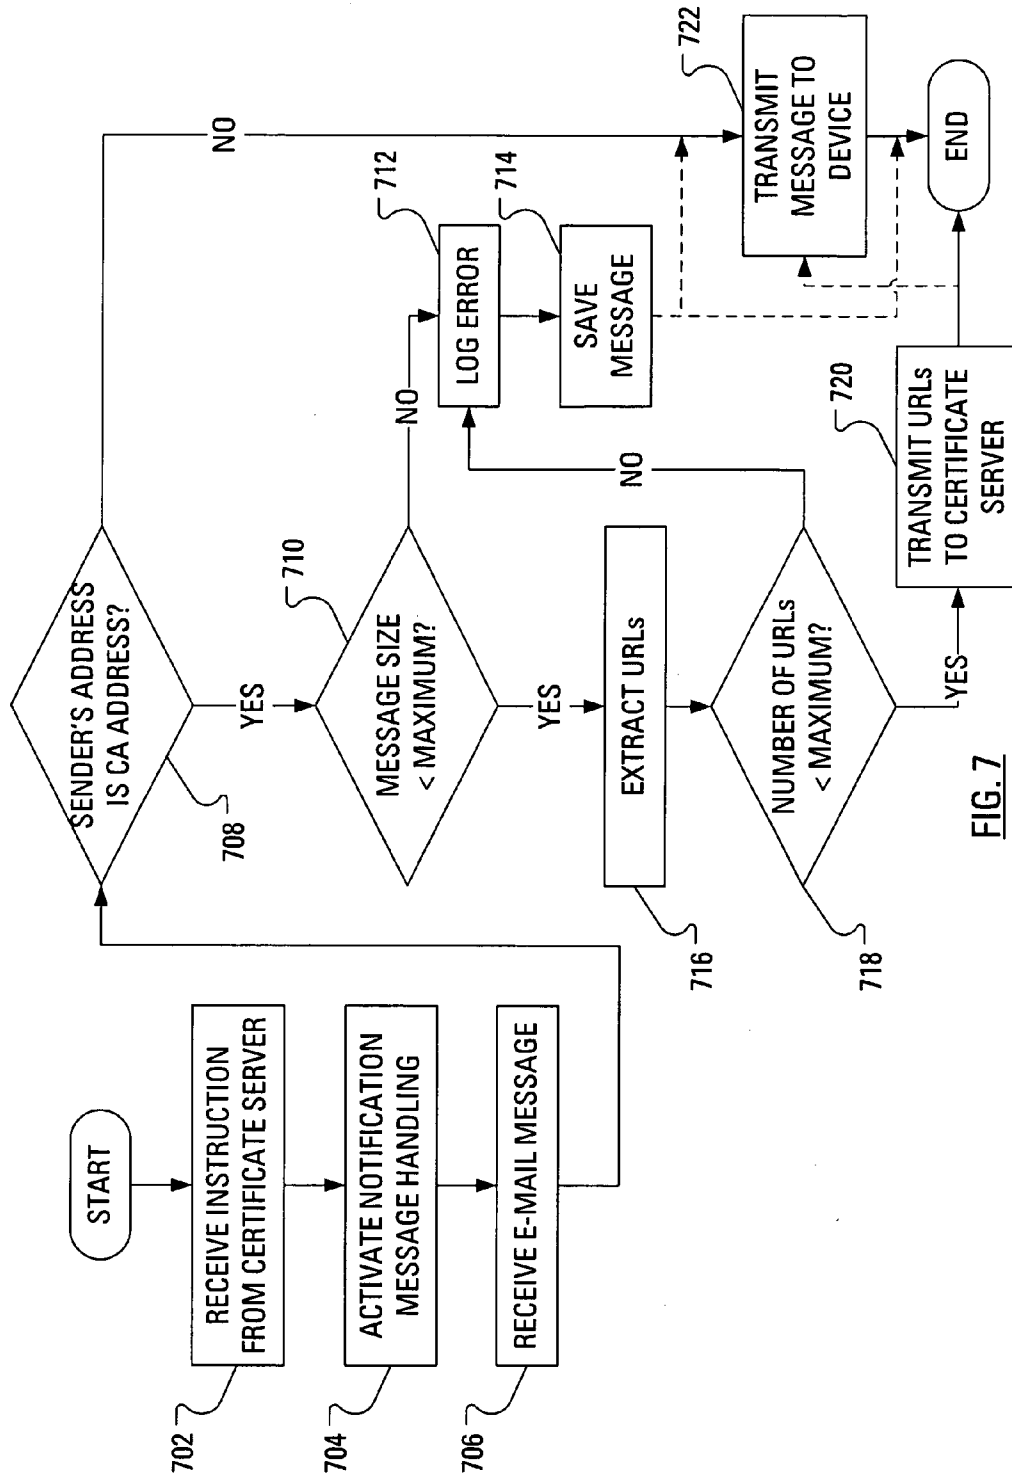 START
702
RECEIVE INSTRUCTION
FROM CERTIFICATE SERVER
704
ACTIVATE NOTIFICATION
MESSAGE HANDLING
706
RECEIVE E-MAIL MESSAGE
SENDER'S ADDRESS
IS CA ADDRESS?
708
NO
YES
710
MESSAGE SIZE
< MAXIMUM?
NO
YES
712
LOG ERROR
714
SAVE
MESSAGE
716
EXTRACT URLs
718
NUMBER OF URLs
< MAXIMUM?
NO
YES
720
TRANSMIT URLs
TO CERTIFICATE
SERVER
722
TRANSMIT
MESSAGE TO
DEVICE
END
FIG. 7